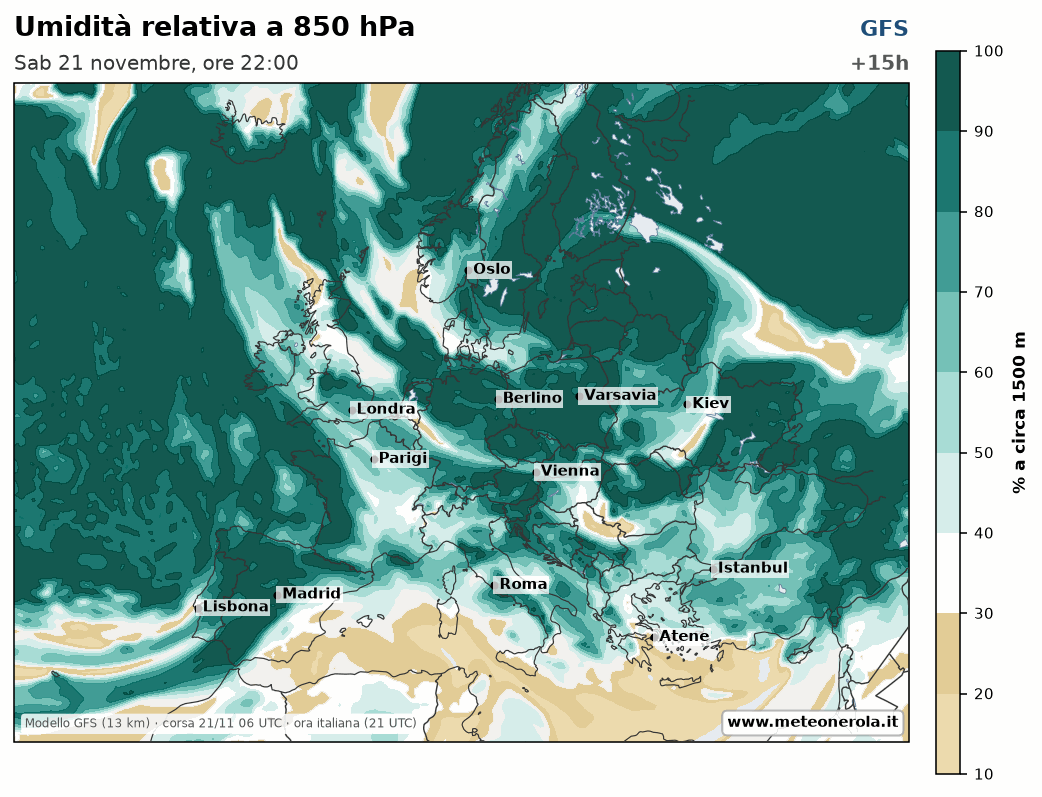 Umidità relativa a 850 hPa
GFS
Sab 21 novembre, ore 22:00
+15h
100
90
80
70
60
50
40
30
20
10
% a circa 1500 m
Oslo
Berlino
Varsavia
Kiev
Londra
Parigi
Vienna
Istanbul
Roma
Madrid
Lisbona
Atene
Modello GFS (13 km) · corsa 21/11 06 UTC · ora italiana (21 UTC)
www.meteonerola.it